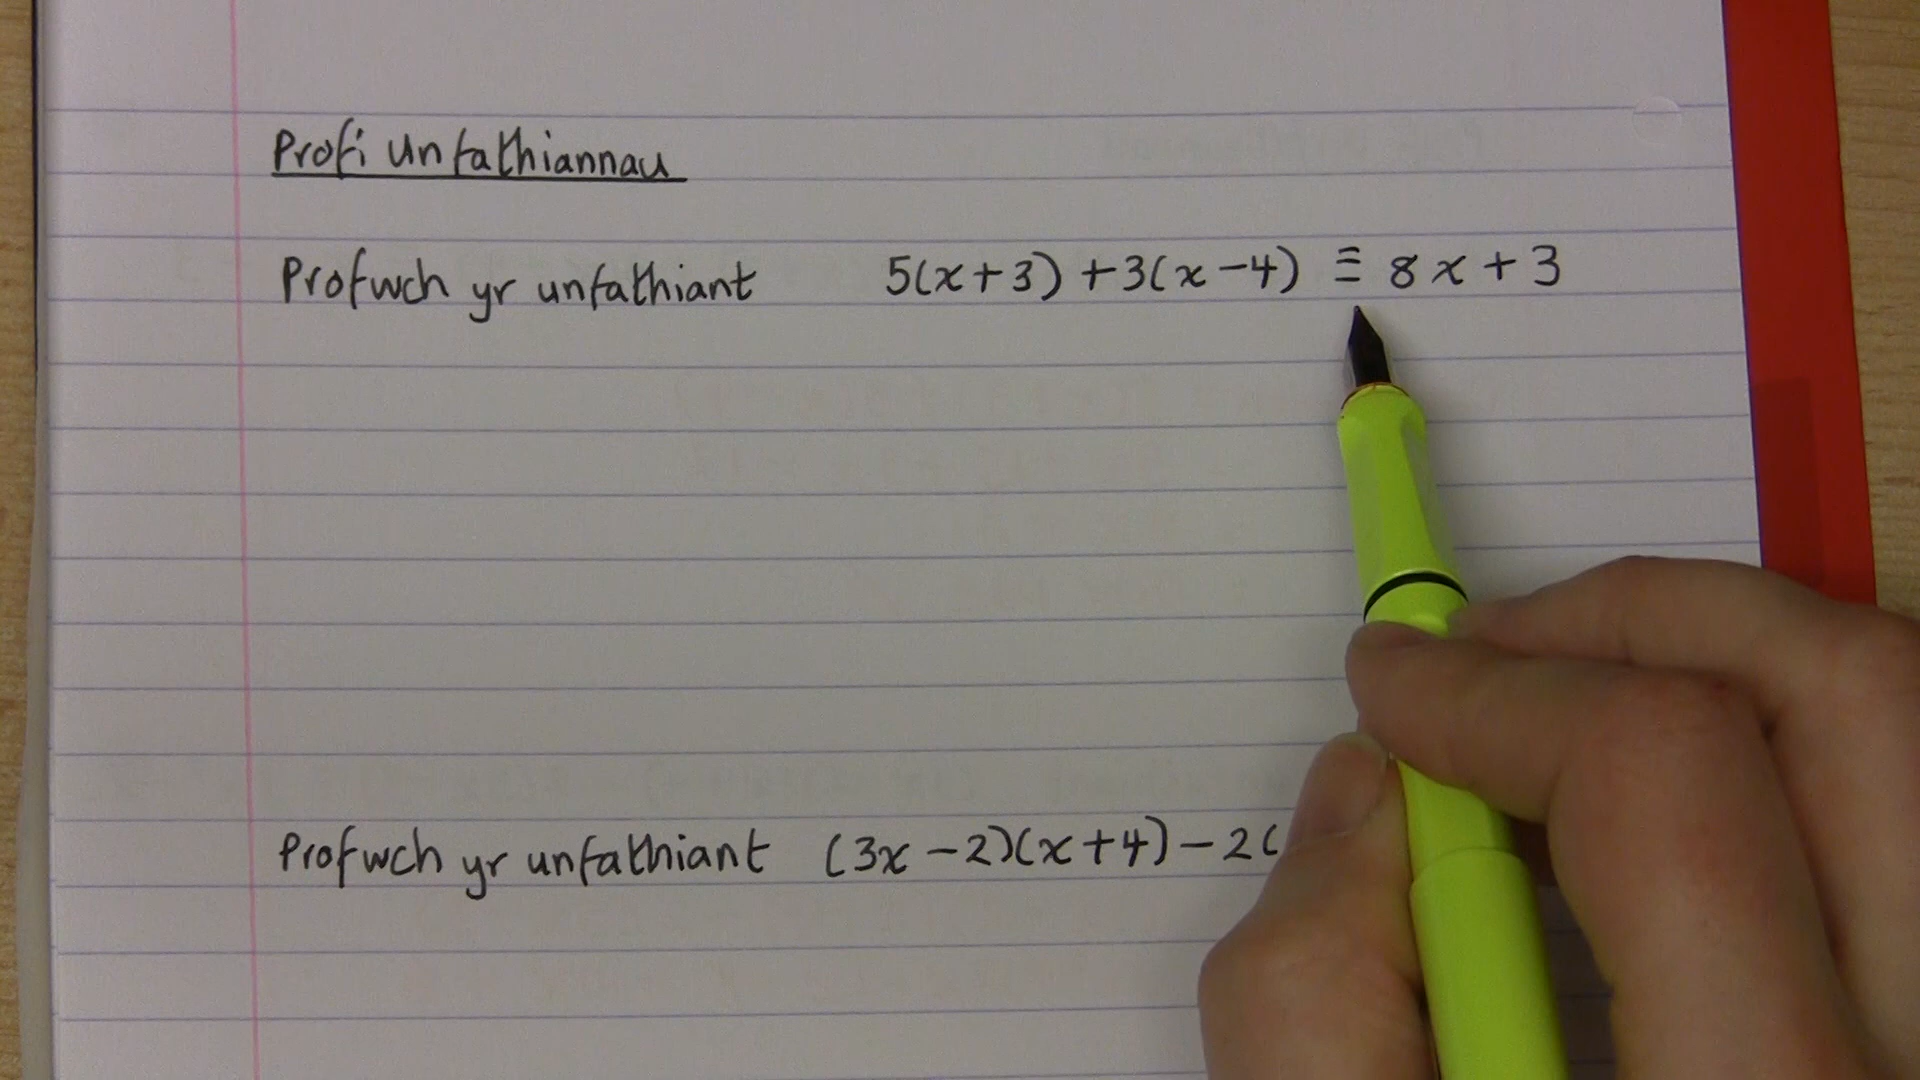 Profi Unfathiannau
Profwch yr unfathiant 5(x+3) +3(x-4) ≡ 8x+3
Profwch yr unfathiant (3x-2)(x+4)-2(